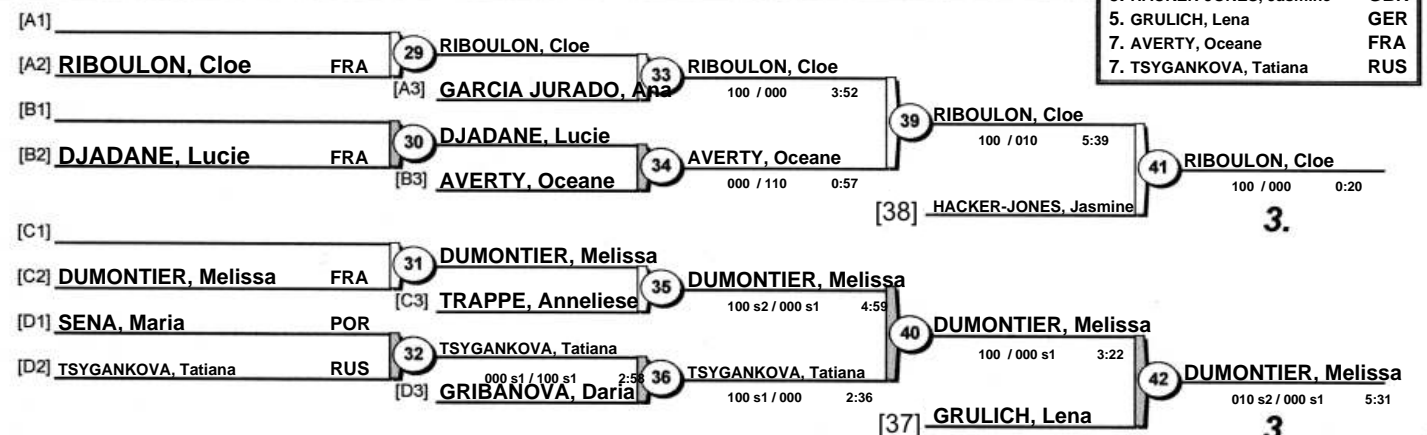 5. GRULICH, Lena GER
7. AVERTY, Oceane FRA
7. TSYGANKOVA, Tatiana RUS
[A1]
[A2] RIBOULON, Cloe FRA
29 RIBOULON, Cloe
[A3] GARCIA JURADO, Ana
33 RIBOULON, Cloe
100 / 000 3:52
[B1]
[B2] DJADANE, Lucie FRA
30 DJADANE, Lucie
[B3] AVERTY, Oceane
34 AVERTY, Oceane
000 / 110 0:57
39 RIBOULON, Cloe
100 / 010 5:39
[38] HACKER-JONES, Jasmine
41 RIBOULON, Cloe
100 / 000 0:20
3.
[C1]
[C2] DUMONTIER, Melissa FRA
31 DUMONTIER, Melissa
[C3] TRAPPE, Anneliese
35 DUMONTIER, Melissa
100 s2 / 000 s1 4:59
[D1] SENA, Maria POR
[D2] TSYGANKOVA, Tatiana RUS
32 TSYGANKOVA, Tatiana
000 s1 / 100 s1 2:58
[D3] GRIBANOVA, Daria
36 TSYGANKOVA, Tatiana
100 s1 / 000 2:36
40 DUMONTIER, Melissa
100 / 000 s1 3:22
[37] GRULICH, Lena
42 DUMONTIER, Melissa
010 s2 / 000 s1 5:31
3